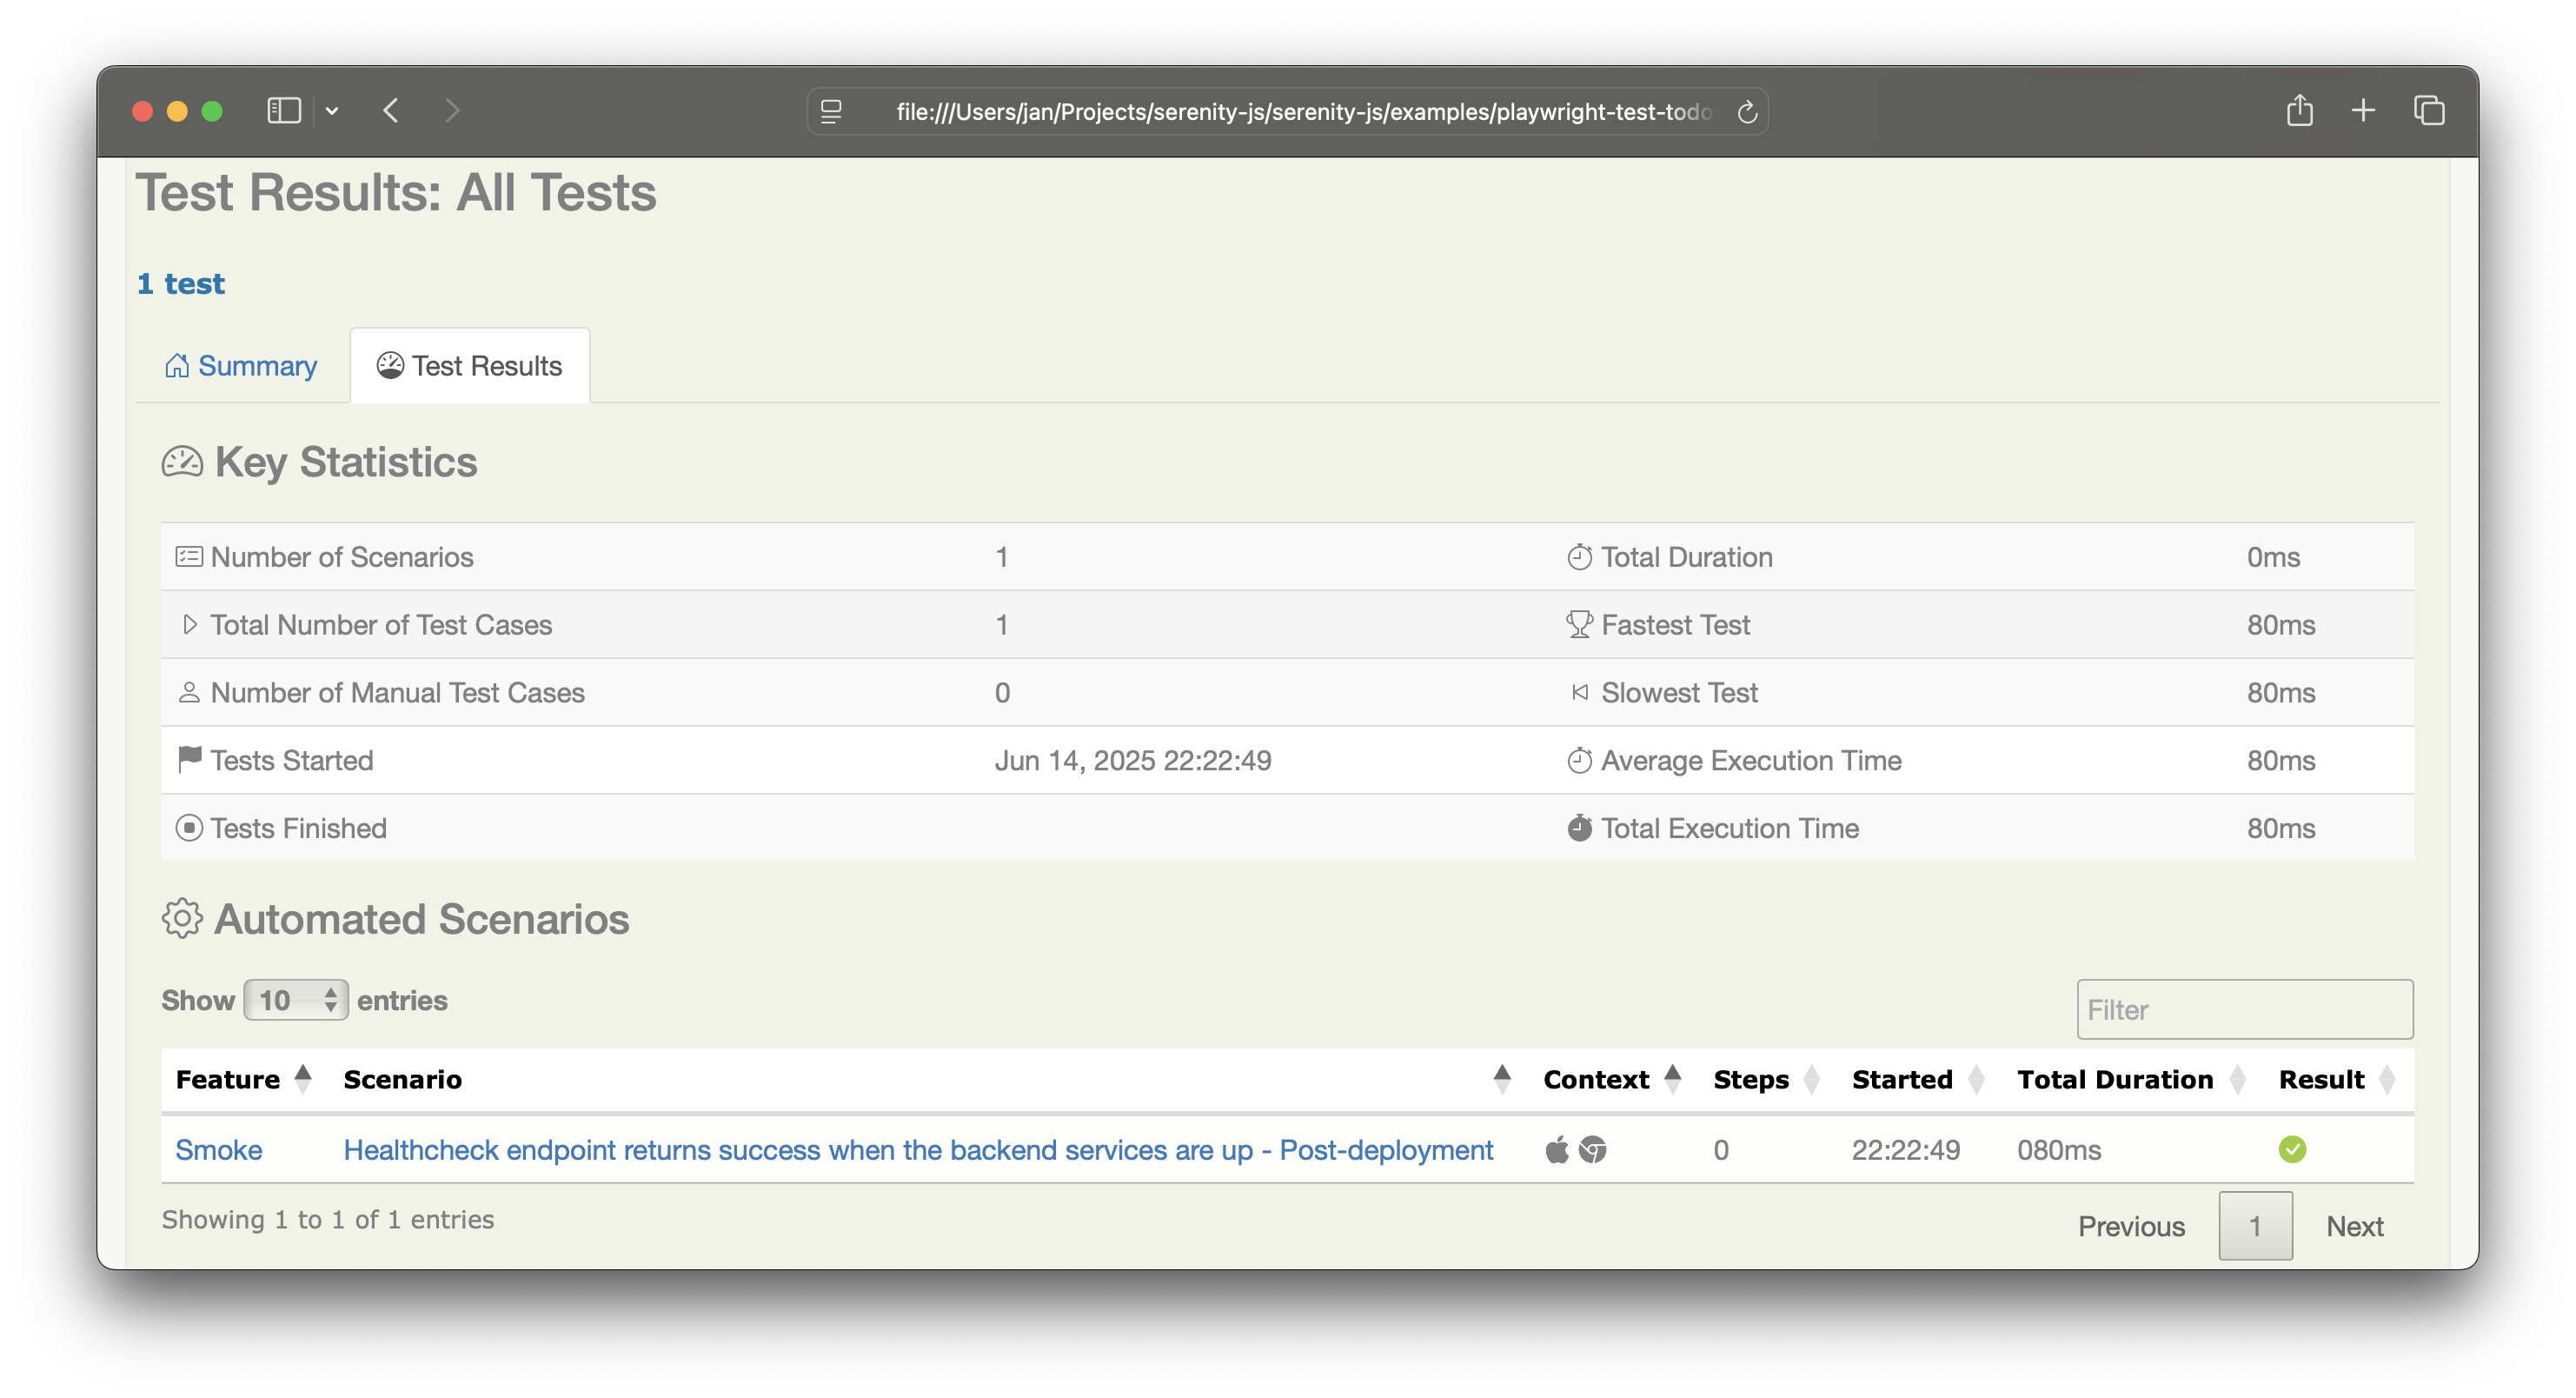 file:///Users/jan/Projects/serenity-js/serenity-js/examples/playwright-test-todo
Test Results: All Tests
1 test
Summary
Test Results
Key Statistics
Number of Scenarios 1 Total Duration 0ms
Total Number of Test Cases 1 Fastest Test 80ms
Number of Manual Test Cases 0 Slowest Test 80ms
Tests Started Jun 14, 2025 22:22:49 Average Execution Time 80ms
Tests Finished Total Execution Time 80ms
Automated Scenarios
Show 10 entries
Filter
Feature Scenario Context Steps Started Total Duration Result
Smoke Healthcheck endpoint returns success when the backend services are up - Post-deployment 0 22:22:49 080ms
Showing 1 to 1 of 1 entries
Previous 1 Next